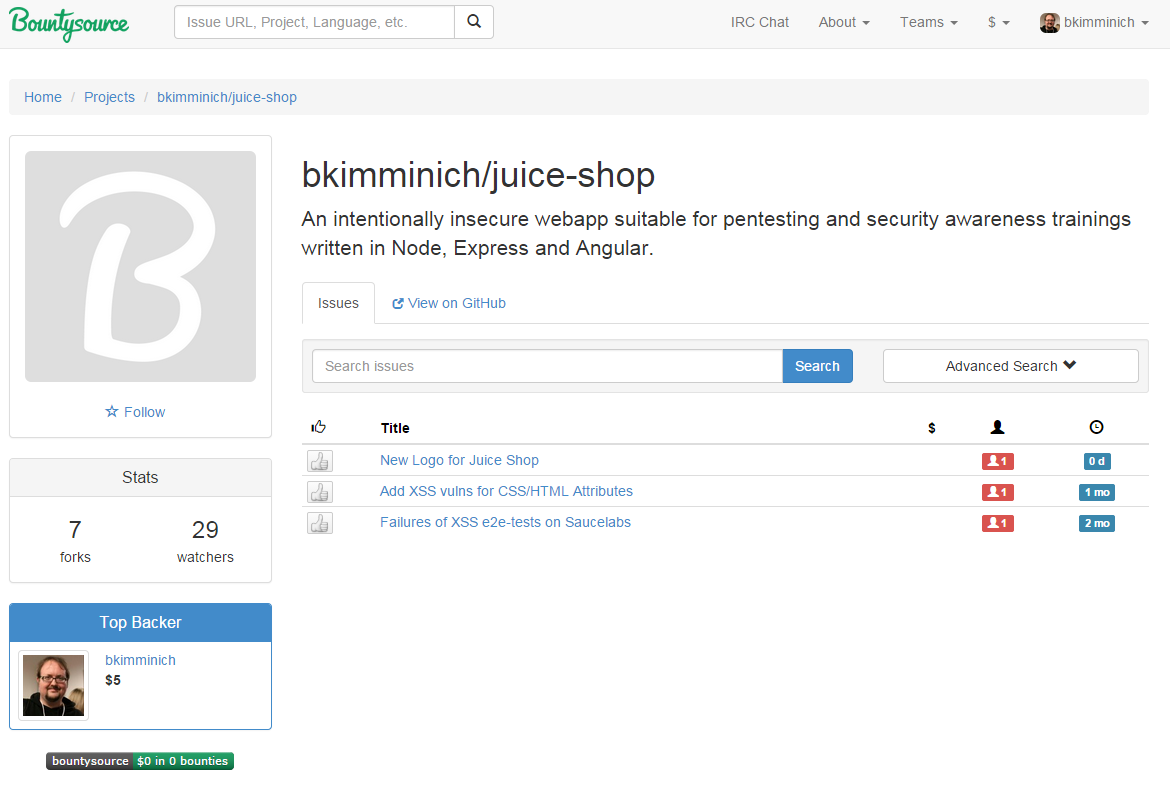 Bountysource
Issue URL, Project, Language, etc.
IRC Chat
About
Teams
$
bkimminich
Home / Projects / bkimminich/juice-shop
B
Follow
Stats
7
forks
29
watchers
Top Backer
bkimminich
$5
bountysource $0 in 0 bounties
bkimminich/juice-shop
An intentionally insecure webapp suitable for pentesting and security awareness trainings
written in Node, Express and Angular.
Issues
View on GitHub
Search issues
Search
Advanced Search
Title $
New Logo for Juice Shop 1 0 d
Add XSS vulns for CSS/HTML Attributes 1 1 mo
Failures of XSS e2e-tests on Saucelabs 1 2 mo